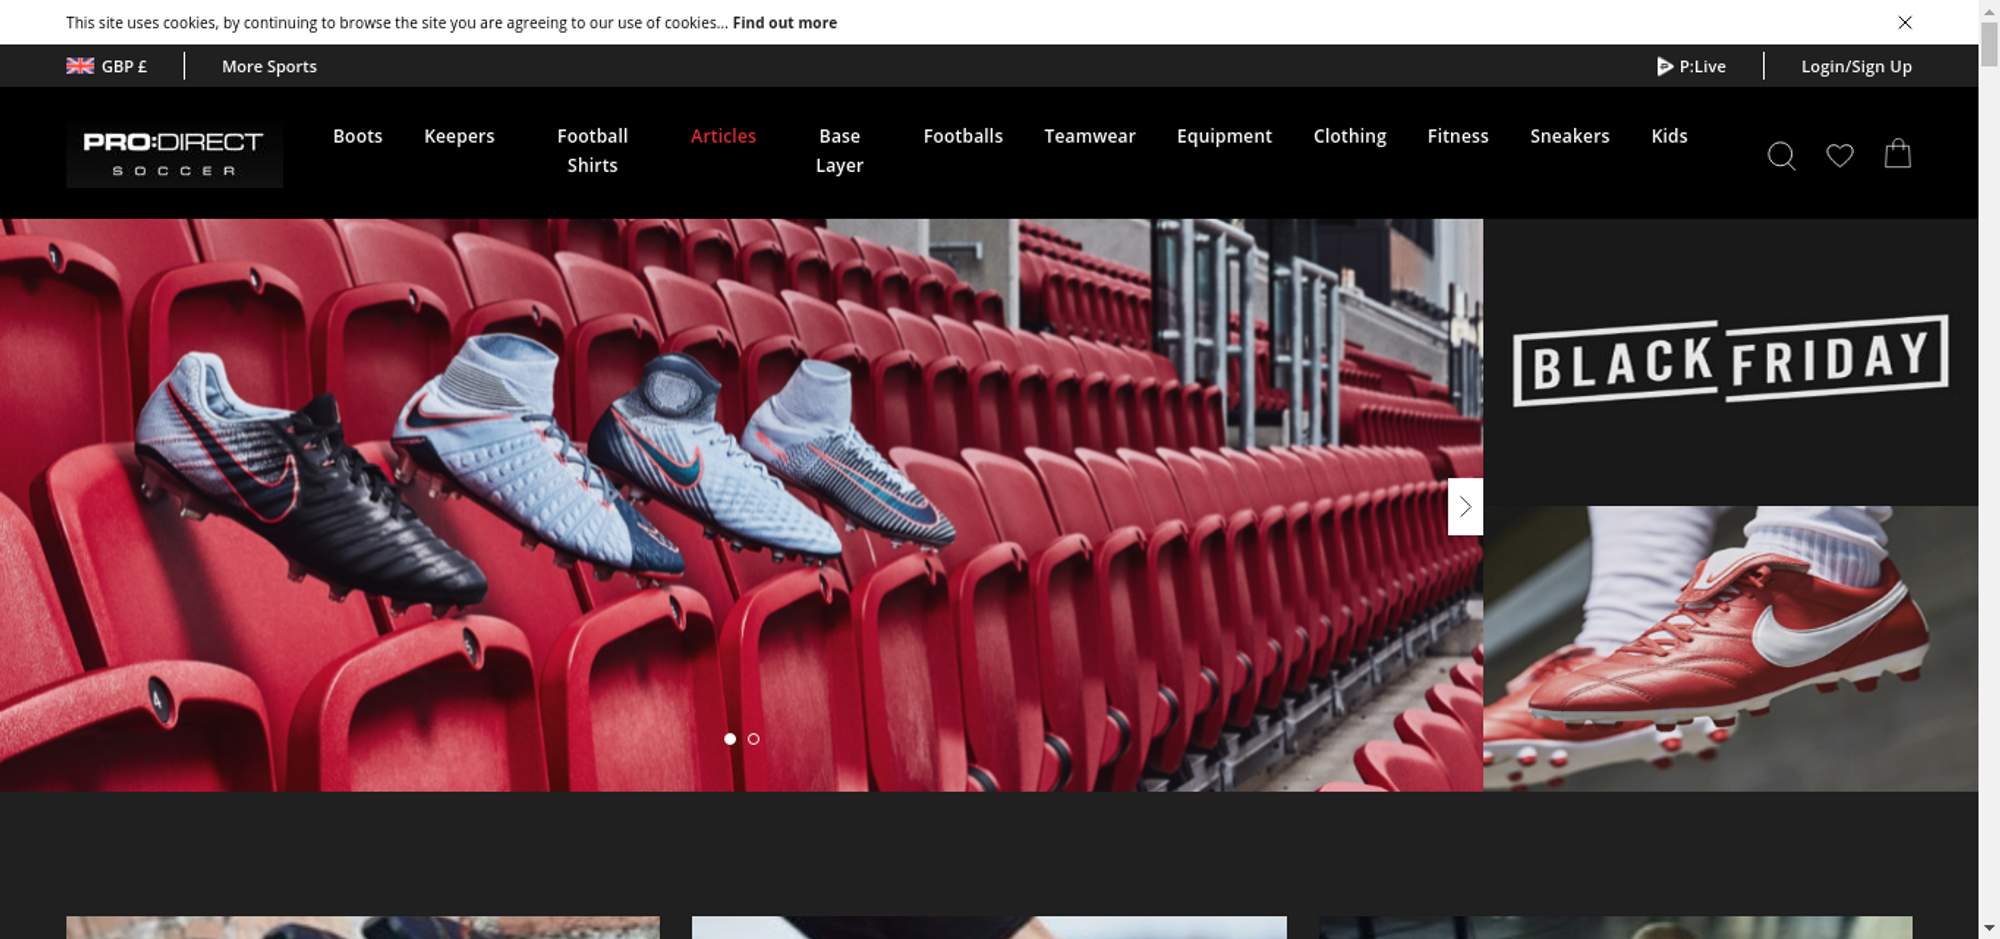 This site uses cookies, by continuing to browse the site you are agreeing to our use of cookies... Find out more
GBP £
More Sports
P:Live
Login/Sign Up
PRO:DIRECT
SOCCER
Boots
Keepers
Football
Shirts
Articles
Base
Layer
Footballs
Teamwear
Equipment
Clothing
Fitness
Sneakers
Kids
BLACK FRIDAY
4